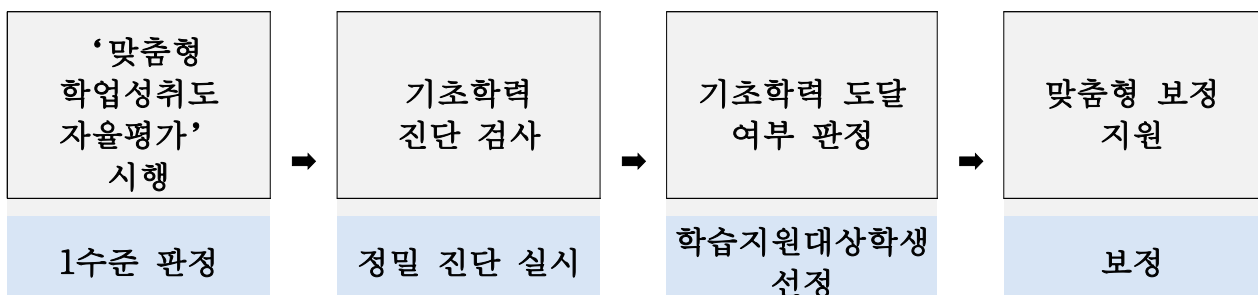 ‘맞춤형
학업성취도
자율평가’
시행
1수준 판정
➡
기초학력
진단 검사
정밀 진단 실시
➡
기초학력 도달
여부 판정
학습지원대상학생
선정
➡
맞춤형 보정
지원
보정